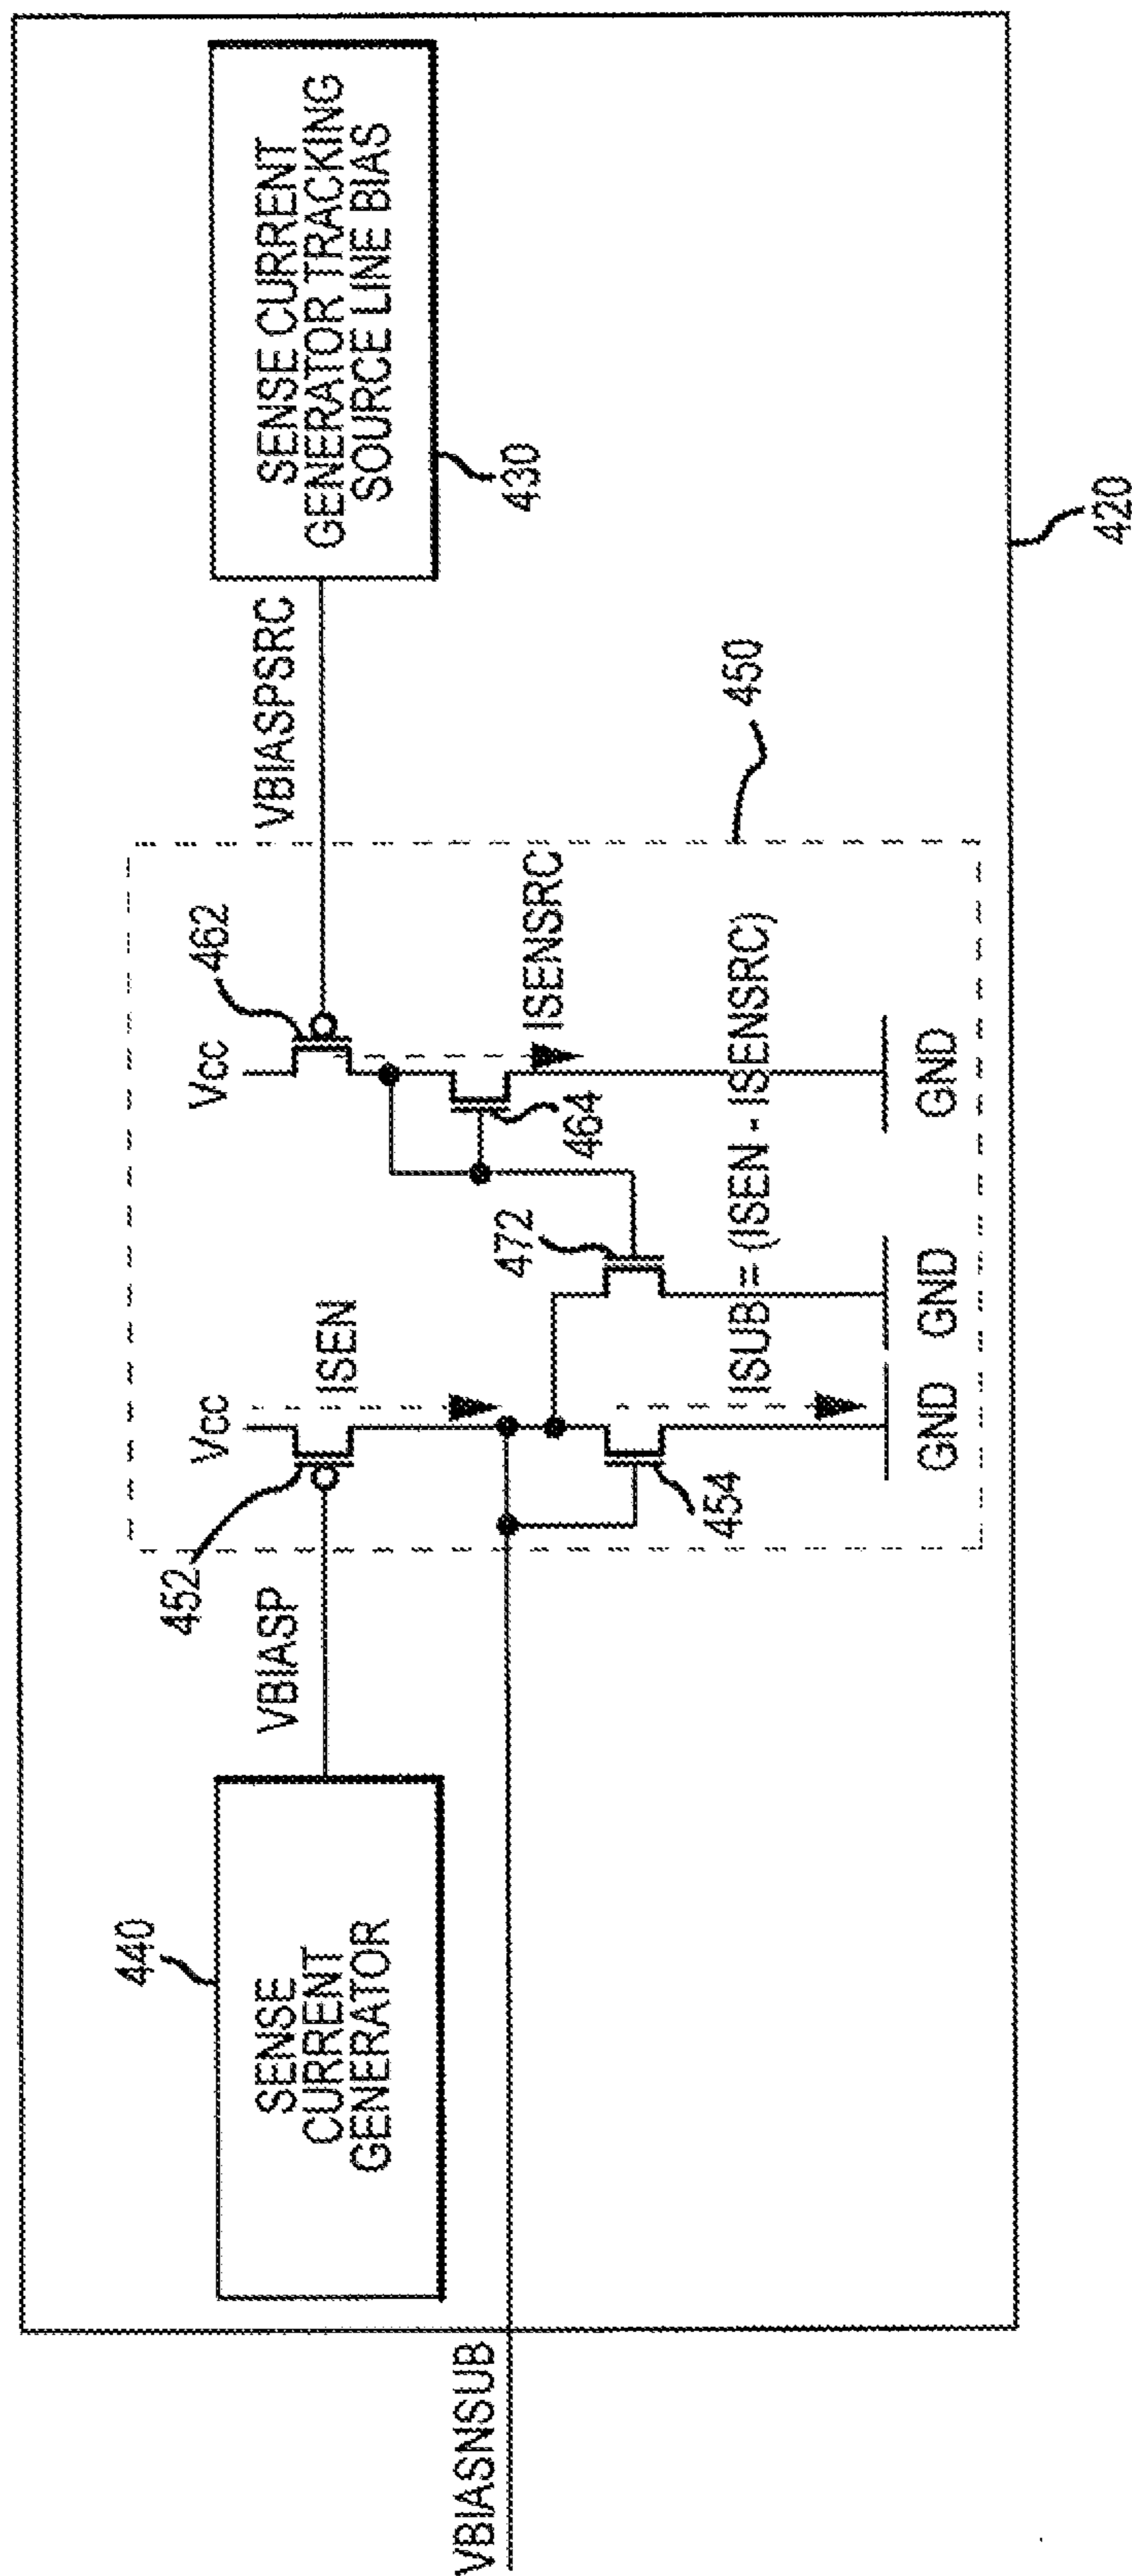 440
SENSE
CURRENT
GENERATOR
VBIASP
452
Vcc
ISEN
Vcc
462
VBIASPSRC
SENSE CURRENT
GENERATOR TRACKING
SOURCE LINE BIAS
430
VBIASNSUB
454
472
464
ISENSRC
ISUB = (ISEN - ISENSRC)
GND
GND
GND
450
420